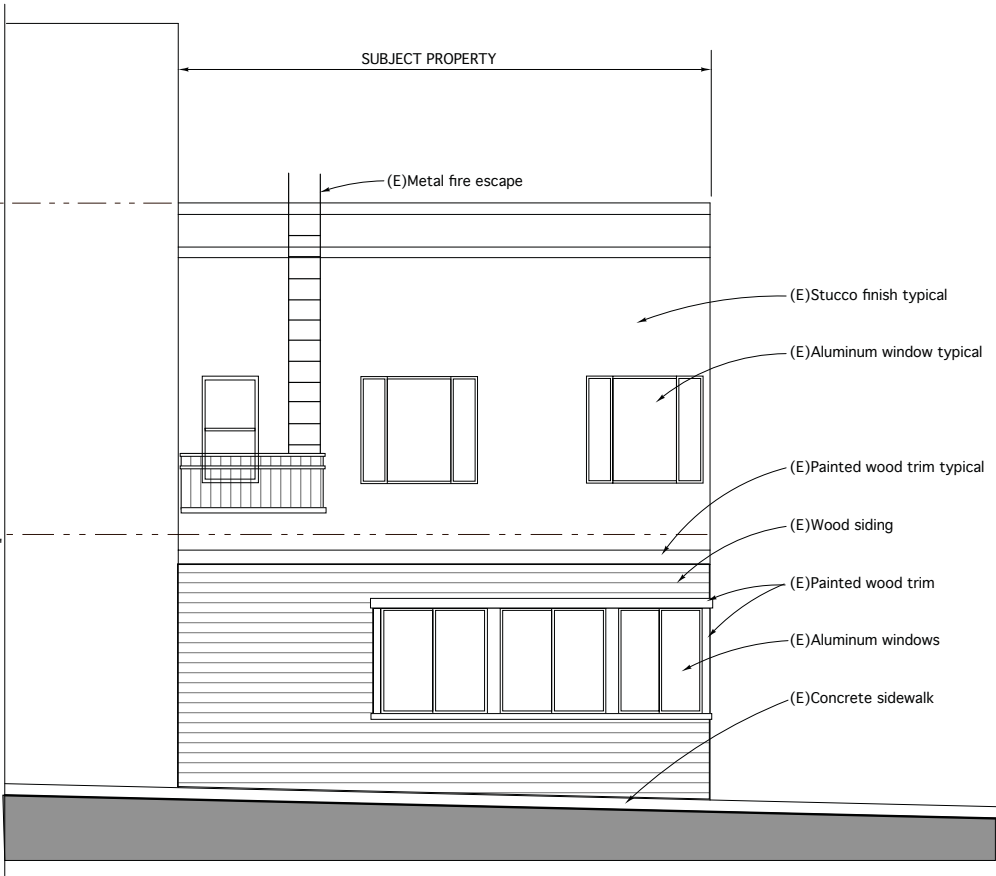 SUBJECT PROPERTY
(E)Metal fire escape
(E)Stucco finish typical
(E)Aluminum window typical
(E)Painted wood trim typical
(E)Wood siding
(E)Painted wood trim
(E)Aluminum windows
(E)Concrete sidewalk